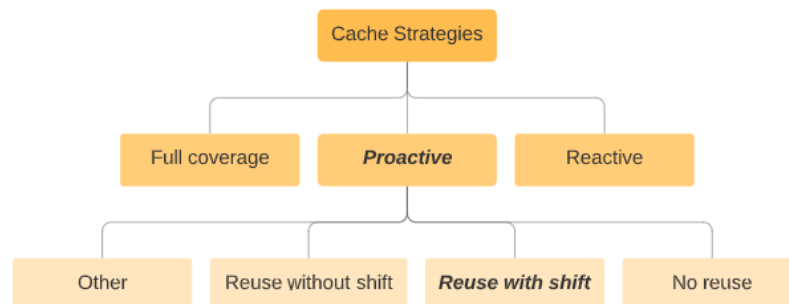 Cache Strategies
Full coverage
Proactive
Reactive
Other
Reuse without shift
Reuse with shift
No reuse